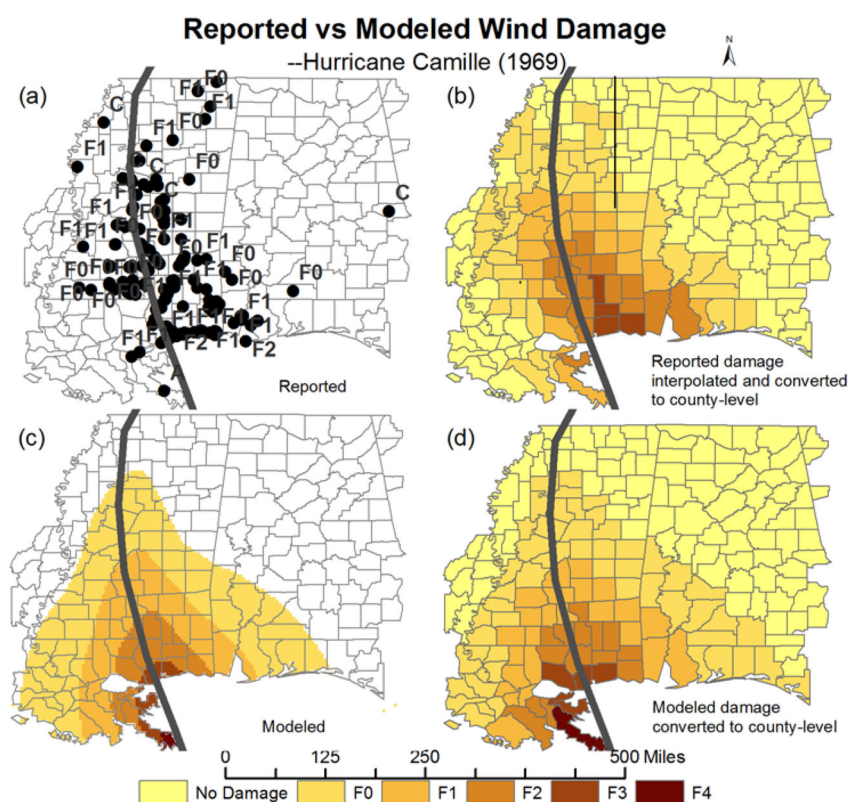 Reported vs Modeled Wind Damage
--Hurricane Camille (1969)
N
(a)
F0
F1
F1
C
F0
F1
F1
C
F0
C
C
F1
F0
F1
F1
F1
F0
F1
F0
F0
F0
F0
F1
F0
F0
F0
F0
F0
F1
F1
F1
F1
F1
F2
F1
F2
Reported
(b)
Reported damage
interpolated and converted
to county-level
(c)
Modeled
(d)
Modeled damage
converted to county-level
0 125 250 500 Miles
No Damage F0 F1 F2 F3 F4